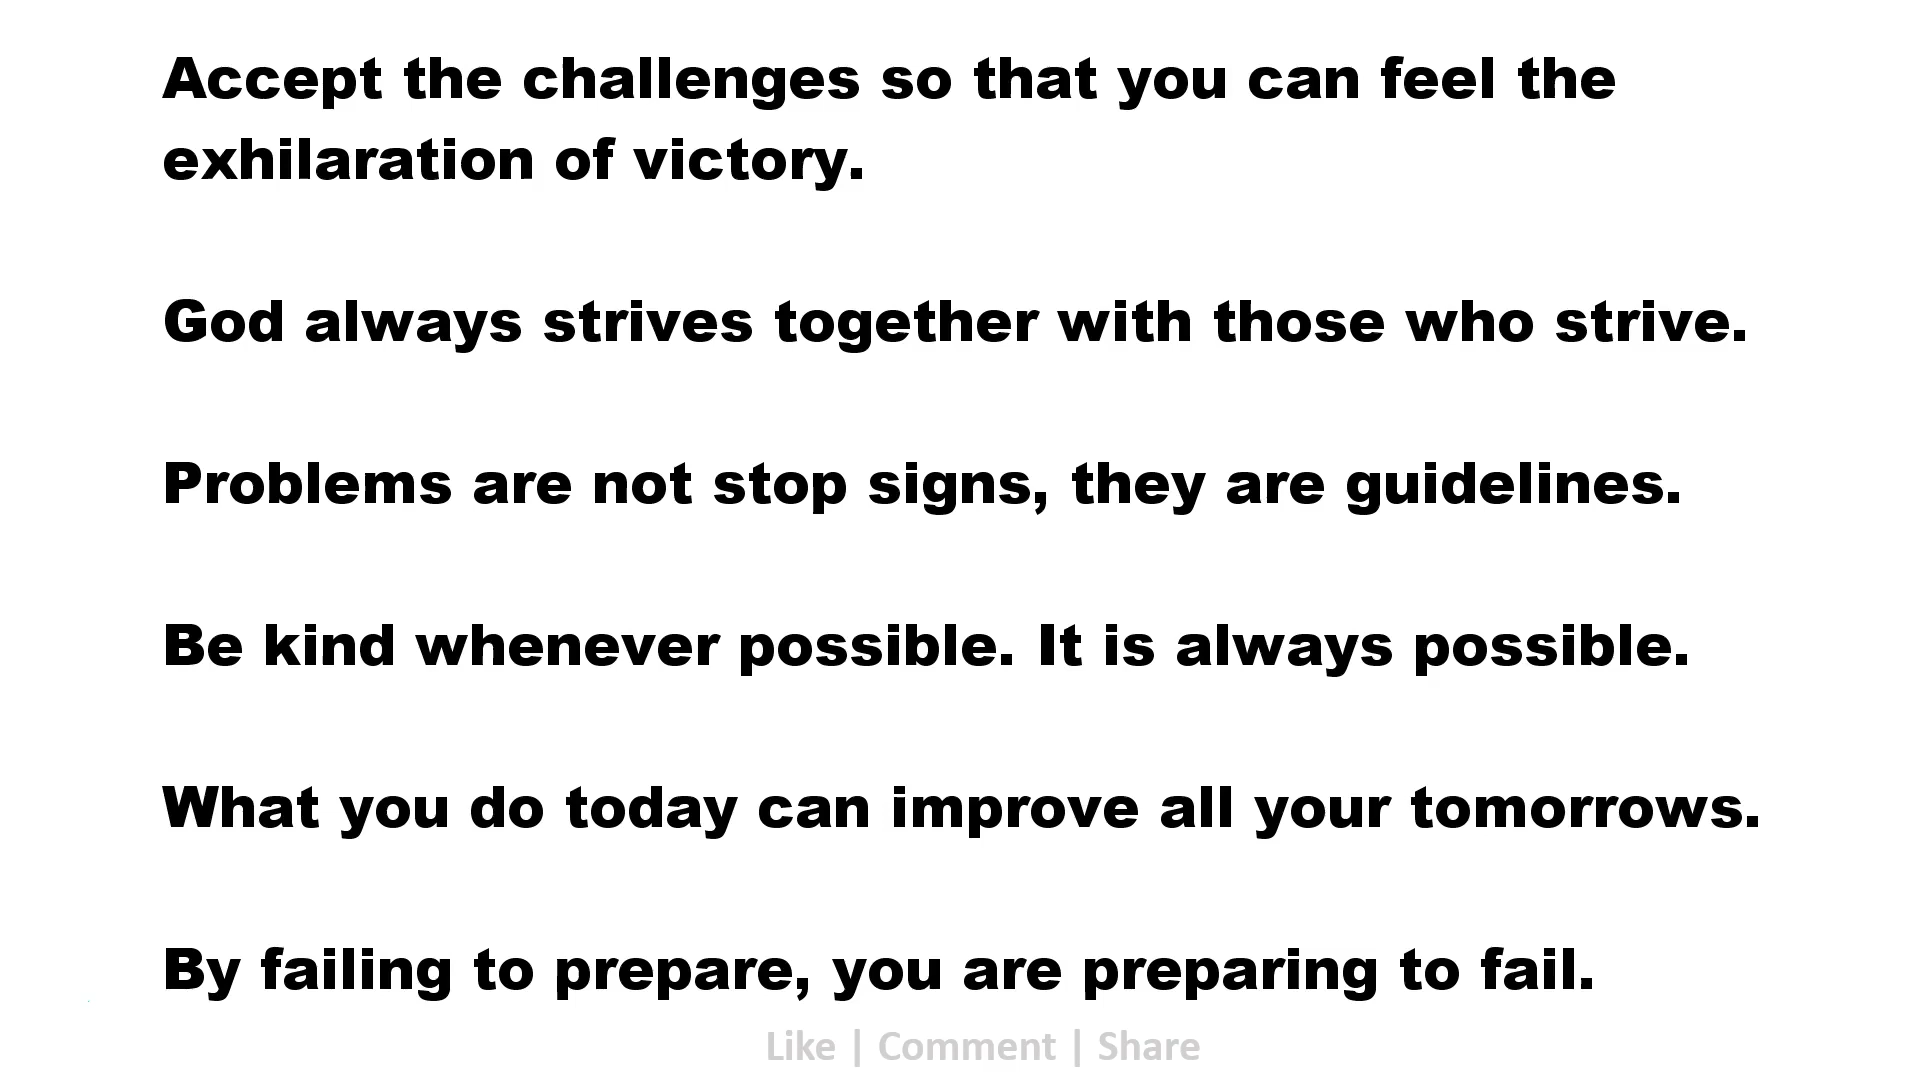 Accept the challenges so that you can feel the
exhilaration of victory.
God always strives together with those who strive.
Problems are not stop signs, they are guidelines.
Be kind whenever possible. It is always possible.
What you do today can improve all your tomorrows.
By failing to prepare, you are preparing to fail.
Like | Comment | Share